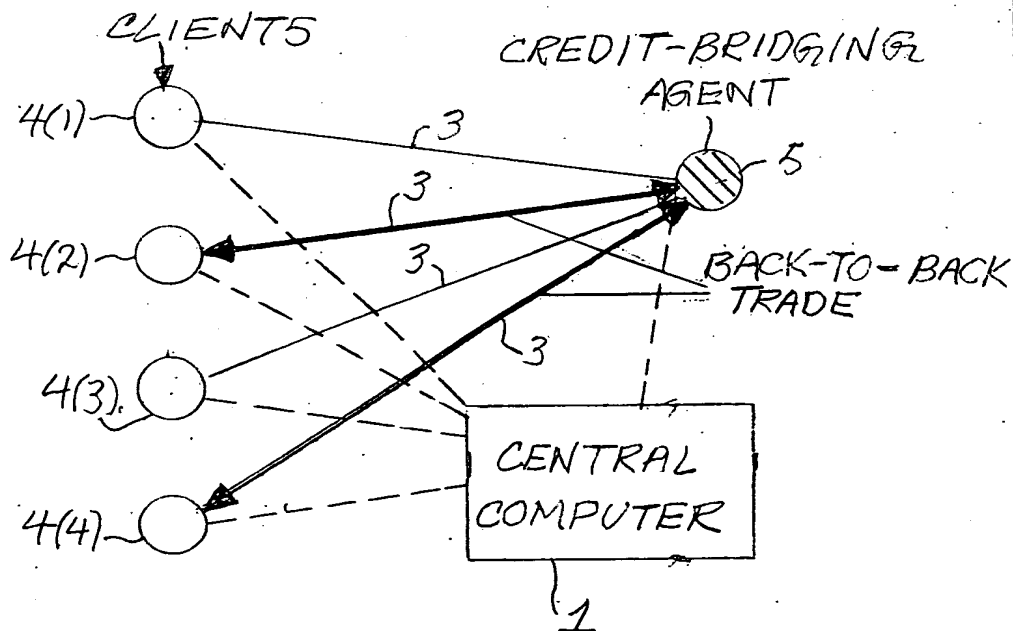 CLIENTS
CREDIT-BRIDGING
AGENT
4(1)
3
5
3
4(2)
3
BACK-TO-BACK
TRADE
3
4(3)
CENTRAL
COMPUTER
4(4)
1